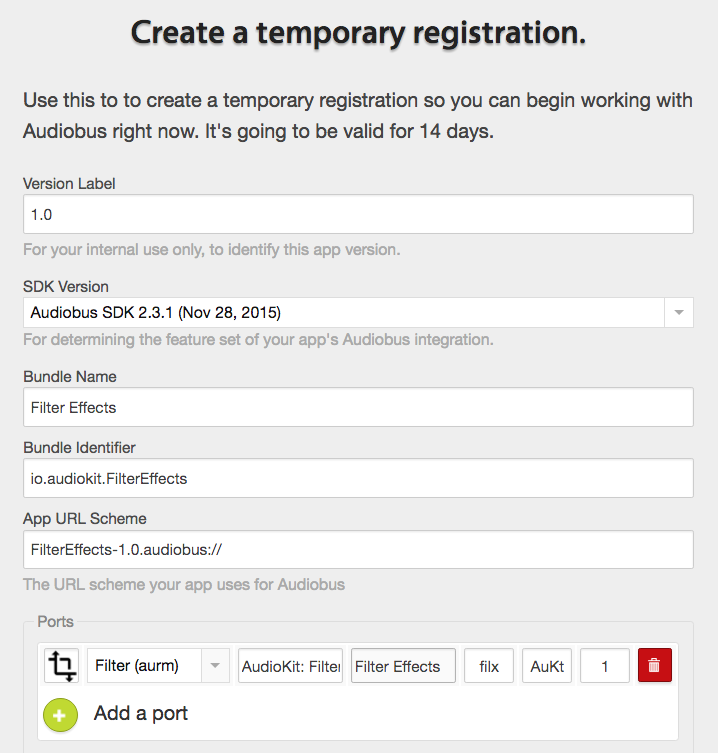 Create a temporary registration.
Use this to to create a temporary registration so you can begin working with
Audiobus right now. It's going to be valid for 14 days.
Version Label
1.0
For your internal use only, to identify this app version.
SDK Version
Audiobus SDK 2.3.1 (Nov 28, 2015)
For determining the feature set of your app's Audiobus integration.
Bundle Name
Filter Effects
Bundle Identifier
io.audiokit.FilterEffects
App URL Scheme
FilterEffects-1.0.audiobus://
The URL scheme your app uses for Audiobus
Ports
Filter (aurm) AudioKit: Filter Filter Effects filx AuKt 1
Add a port